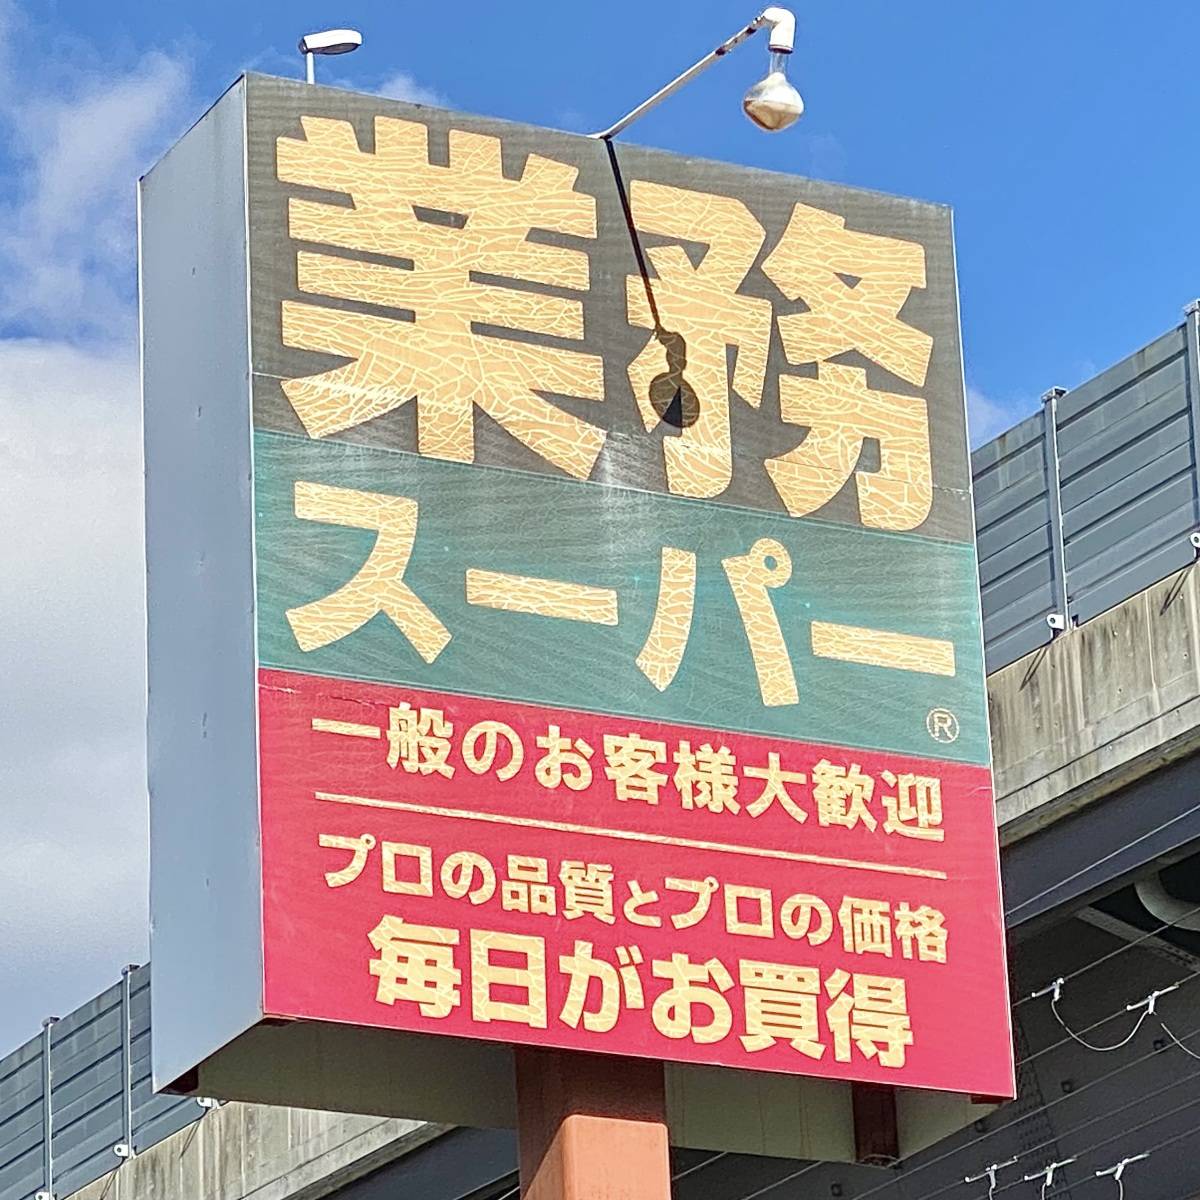 業務
スーパー
®
一般のお客様大歓迎
プロの品質とプロの価格
毎日がお買得